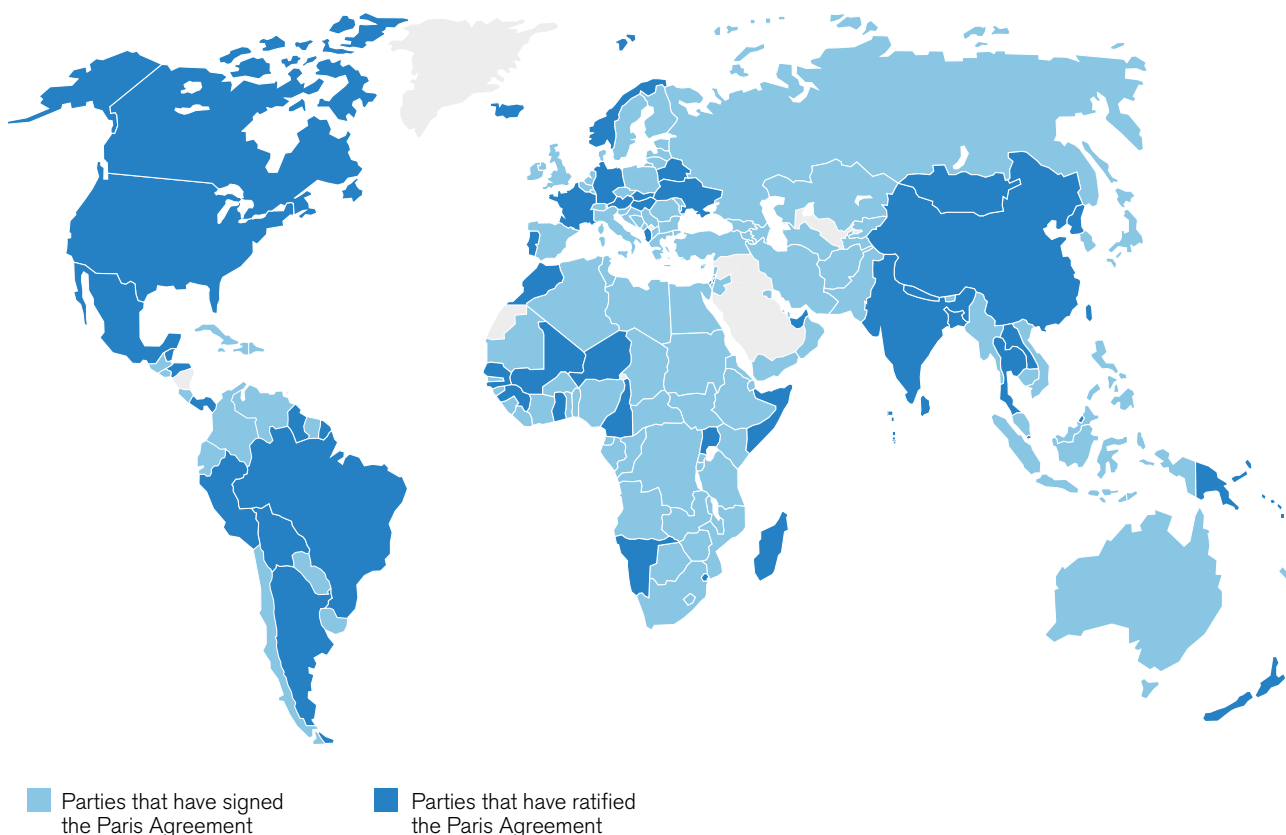 Parties that have signed
the Paris Agreement
Parties that have ratified
the Paris Agreement